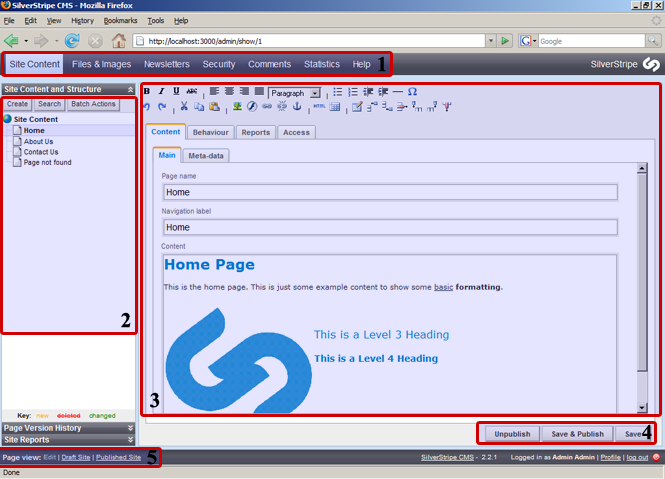 SilverStripe CMS - Mozilla Firefox
File Edit View History Bookmarks Tools Help
http://localhost:3000/admin/show/1 Google
Site Content Files & Images Newsletters Security Comments Statistics Help 1 SilverStripe
Site Content and Structure
Create Search Batch Actions
Site Content
Home
About Us
Contact Us
Page not found
2
Key: new deleted changed
Page Version History
Site Reports
B I U ABC Paragraph
HTML
Content Behaviour Reports Access
Main Meta-data
Page name
Home
Navigation label
Home
Content
Home Page
This is the home page. This is just some example content to show some basic formatting.
This is a Level 3 Heading
This is a Level 4 Heading
3
Unpublish Save & Publish Save 4
Page view: Edit | Draft Site | Published Site 5 SilverStripe CMS - 2.2.1 Logged in as Admin Admin | Profile | log out
Done